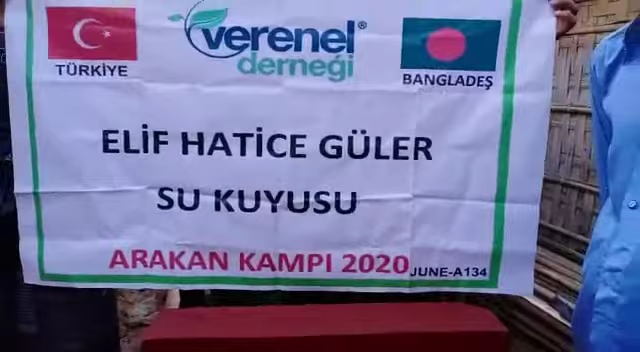 verenel®
derneği
TÜRKİYE
BANGLADEŞ
ELİF HATİCE GÜLER
SU KUYUSU
ARAKAN KAMPI 2020
JUNE-A134